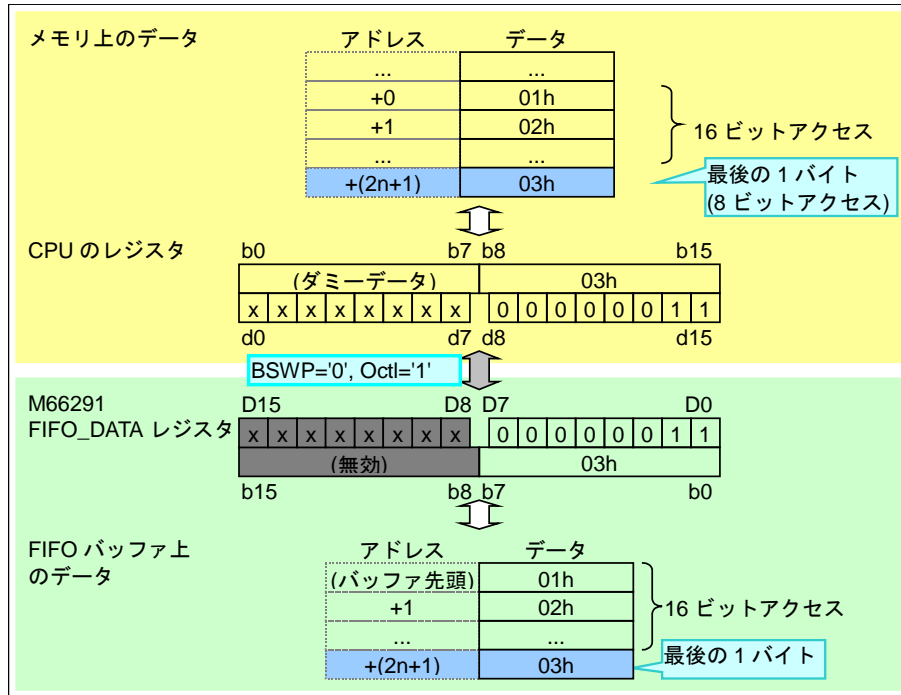 メモリ上のデータ
アドレス データ
... ...
+0 01h
+1 02h
... ...
+(2n+1) 03h
16 ビットアクセス
最後の 1 バイト
(8 ビットアクセス)
CPU のレジスタ
b0 b7 b8 b15
(ダミーデータ) 03h
x x x x x x x x 0 0 0 0 0 0 1 1
d0 d7 d8 d15
BSWP='0', Octl='1'
M66291
FIFO_DATA レジスタ
D15 D8 D7 D0
x x x x x x x x 0 0 0 0 0 0 1 1
(無効) 03h
b15 b8 b7 b0
FIFO バッファ上
のデータ
アドレス データ
(バッファ先頭) 01h
+1 02h
... ...
+(2n+1) 03h
16 ビットアクセス
最後の 1 バイト